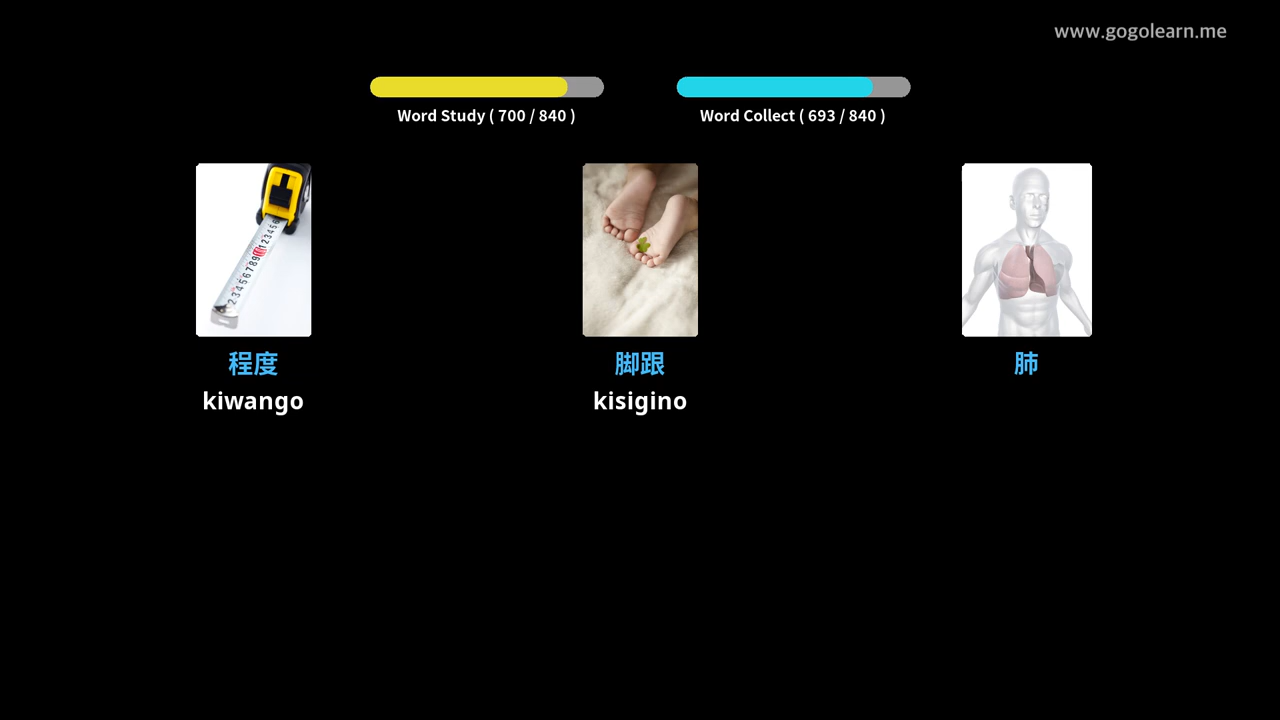 www.gogolearn.me
Word Study ( 700 / 840 )
Word Collect ( 693 / 840 )
程度
脚跟
肺
kiwango
kisigino